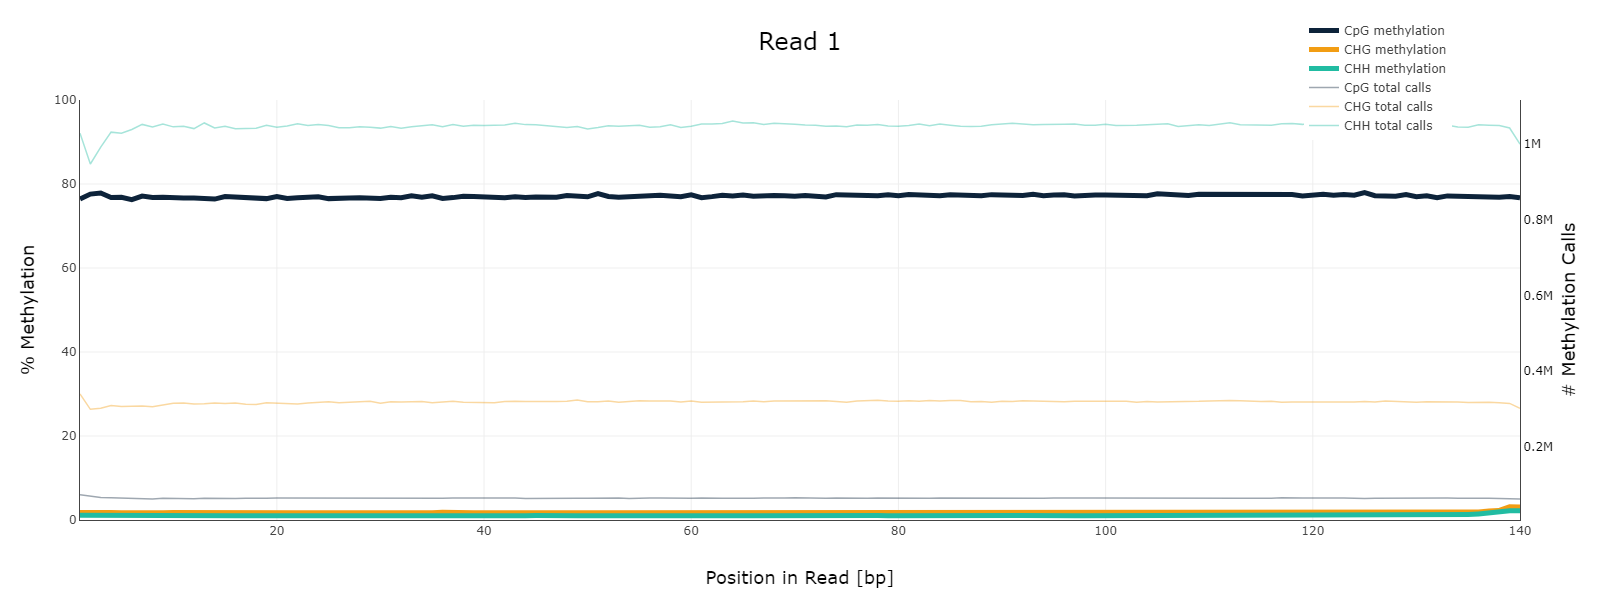 Read 1
CpG methylation
CHG methylation
CHH methylation
CpG total calls
CHG total calls
CHH total calls
100
80
60
40
20
0
% Methylation
1M
0.8M
0.6M
0.4M
0.2M
# Methylation Calls
20
40
60
80
100
120
140
Position in Read [bp]